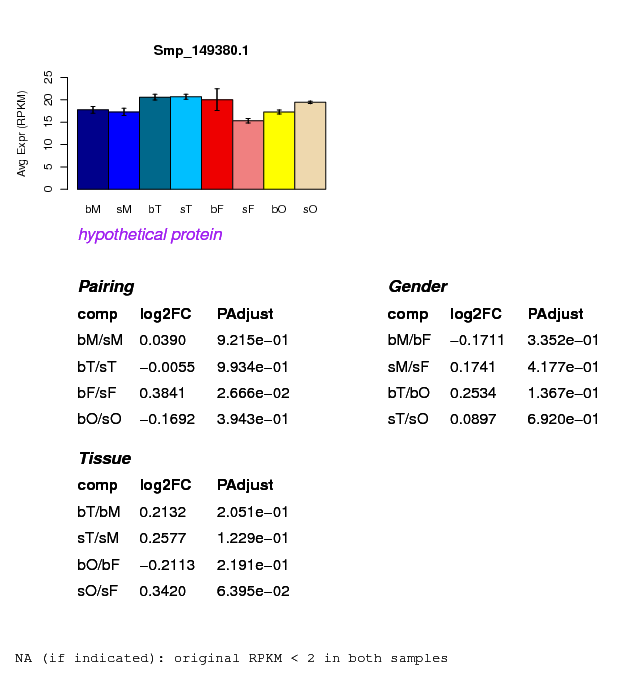 Smp_149380.1
Avg Expr (RPKM)
25
20
15
10
5
0
bM sM bT sT bF sF bO sO
hypothetical protein
Pairing
comp log2FC PAdjust
bM/sM 0.0390 9.215e−01
bT/sT −0.0055 9.934e−01
bF/sF 0.3841 2.666e−02
bO/sO −0.1692 3.943e−01
Gender
comp log2FC PAdjust
bM/bF −0.1711 3.352e−01
sM/sF 0.1741 4.177e−01
bT/bO 0.2534 1.367e−01
sT/sO 0.0897 6.920e−01
Tissue
comp log2FC PAdjust
bT/bM 0.2132 2.051e−01
sT/sM 0.2577 1.229e−01
bO/bF −0.2113 2.191e−01
sO/sF 0.3420 6.395e−02
NA (if indicated): original RPKM < 2 in both samples